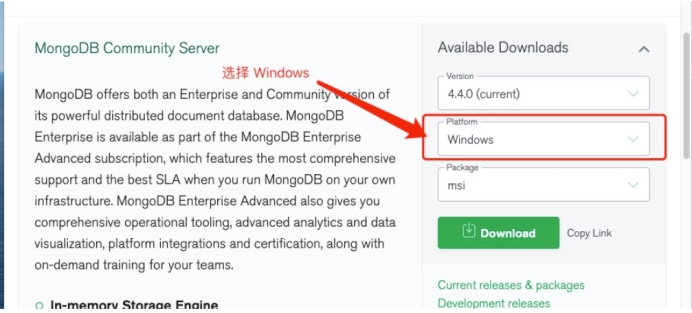 MongoDB Community Server
选择 Windows
MongoDB offers both an Enterprise and Community version of
its powerful distributed document database. MongoDB
Enterprise is available as part of the MongoDB Enterprise
Advanced subscription, which features the most comprehensive
support and the best SLA when you run MongoDB on your own
infrastructure. MongoDB Enterprise Advanced also gives you
comprehensive operational tooling, advanced analytics and data
visualization, platform integrations and certification, along with
on-demand training for your teams.
In-memory Storage Engine
Available Downloads
Version
4.4.0 (current)
Platform
Windows
Package
msi
Download
Copy Link
Current releases & packages
Development releases